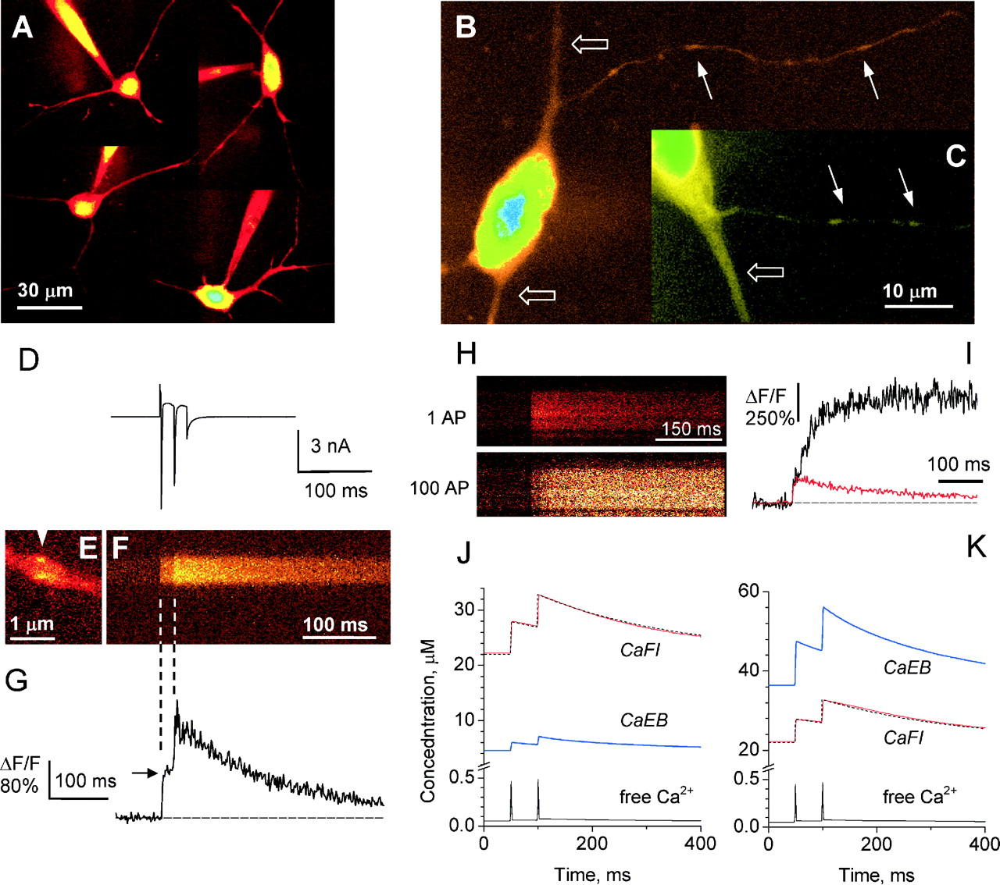 A
30 μm
B
C
10 μm
D
3 nA
100 ms
E
F
1 μm
100 ms
G
ΔF/F
80%
100 ms
H
1 AP
150 ms
100 AP
I
ΔF/F
250%
100 ms
J
Concedntration, μM
30
20
10
0.5
0.0
CaFI
CaEB
free Ca2+
0
200
400
Time, ms
K
60
40
20
0.5
0.0
CaEB
CaFI
free Ca2+
0
200
400
Time, ms